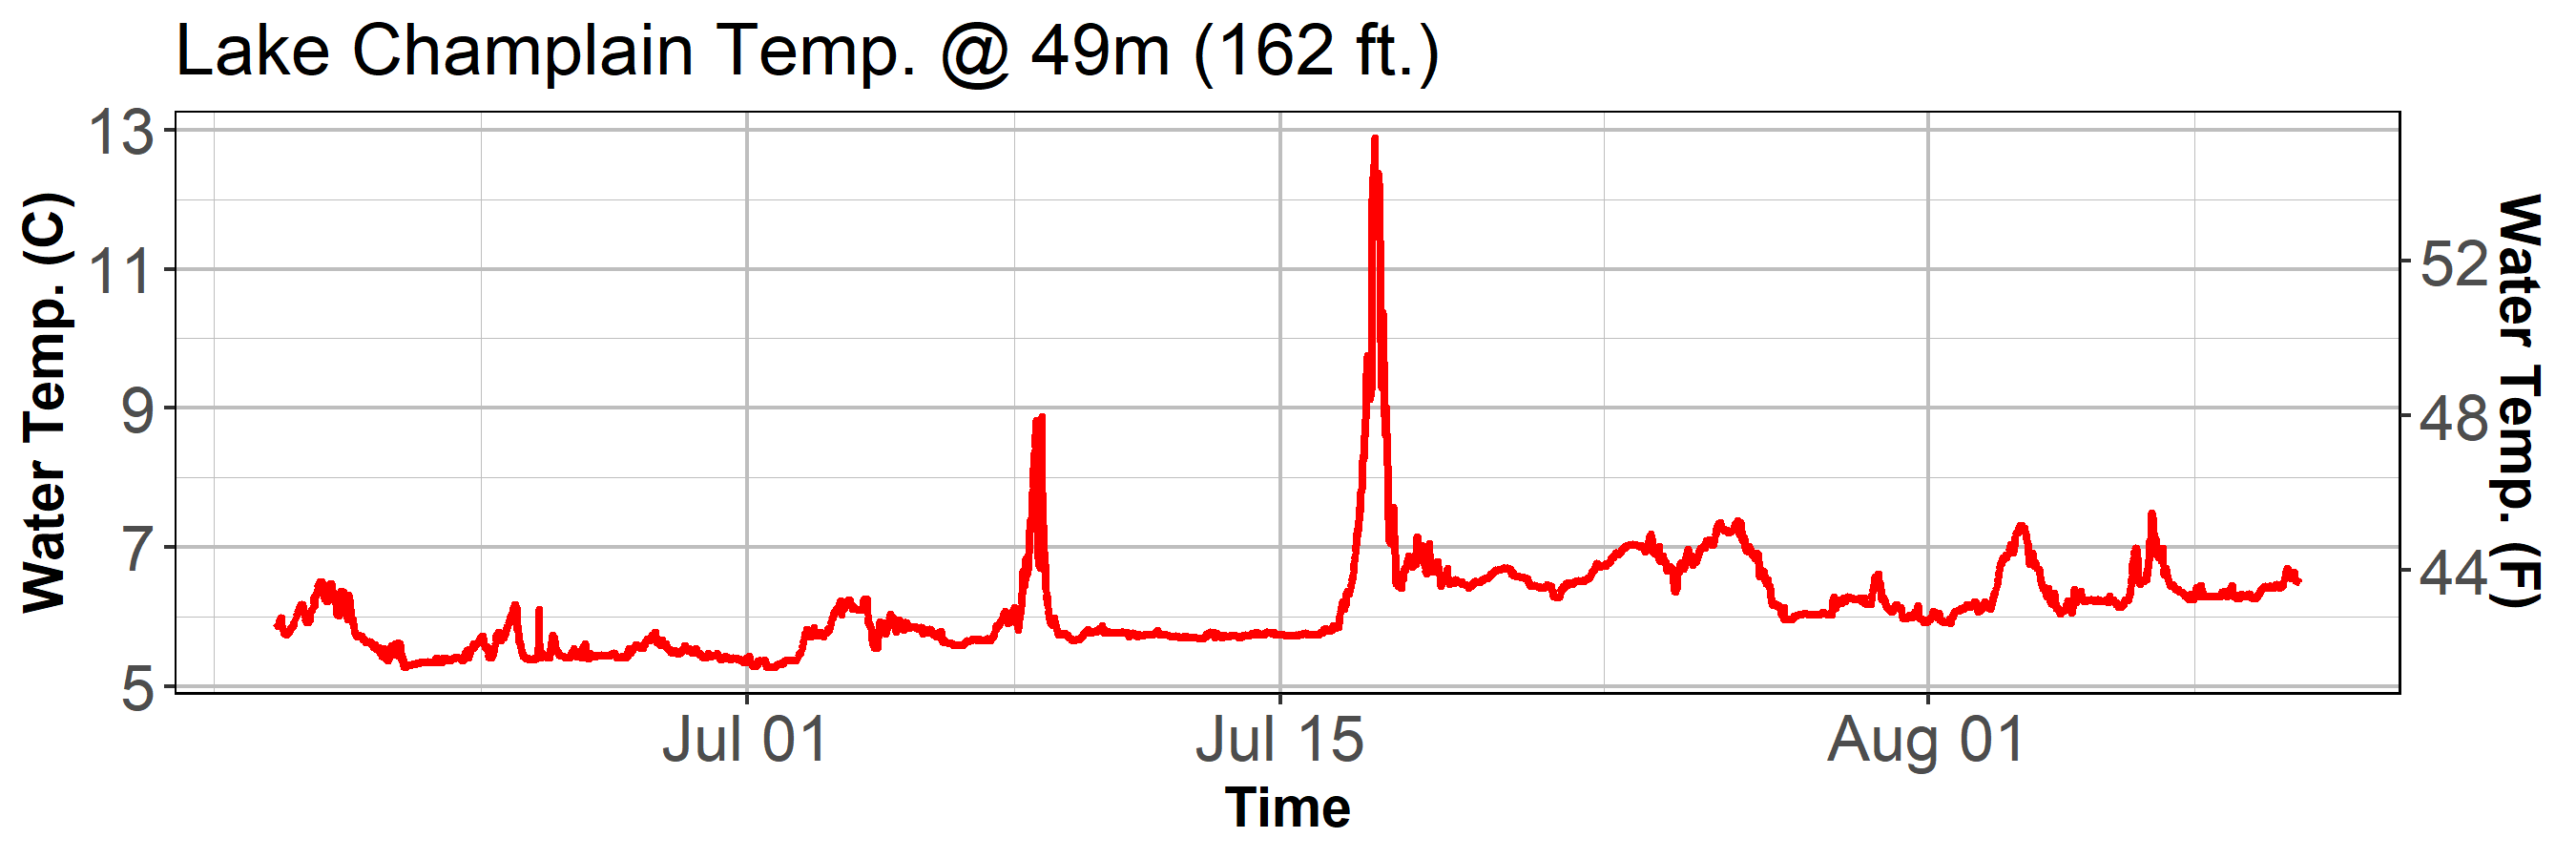 Lake Champlain Temp. @ 49m (162 ft.)
Water Temp. (C)
13
11
9
7
5
52
48
44
Water Temp. (F)
Jul 01
Jul 15
Aug 01
Time